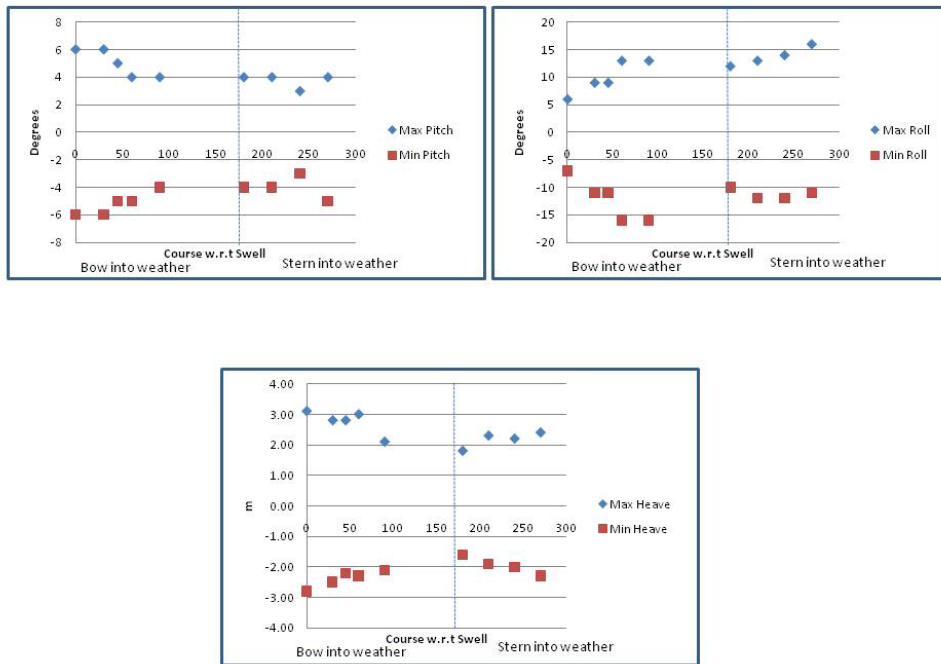 8
6
4
2
0
-2
-4
-6
-8
Degrees
0 50 100 150 200 250 300
Course w.r.t Swell
Bow into weather
Stern into weather
Max Pitch
Min Pitch
20
15
10
5
0
-5
-10
-15
-20
Degrees
0 50 100 150 200 250 300
Course w.r.t Swell
Bow into weather
Stern into weather
Max Roll
Min Roll
4.00
3.00
2.00
1.00
0.00
-1.00
-2.00
-3.00
-4.00
m
0 50 100 150 200 250 300
Course w.r.t Swell
Bow into weather
Stern into weather
Max Heave
Min Heave